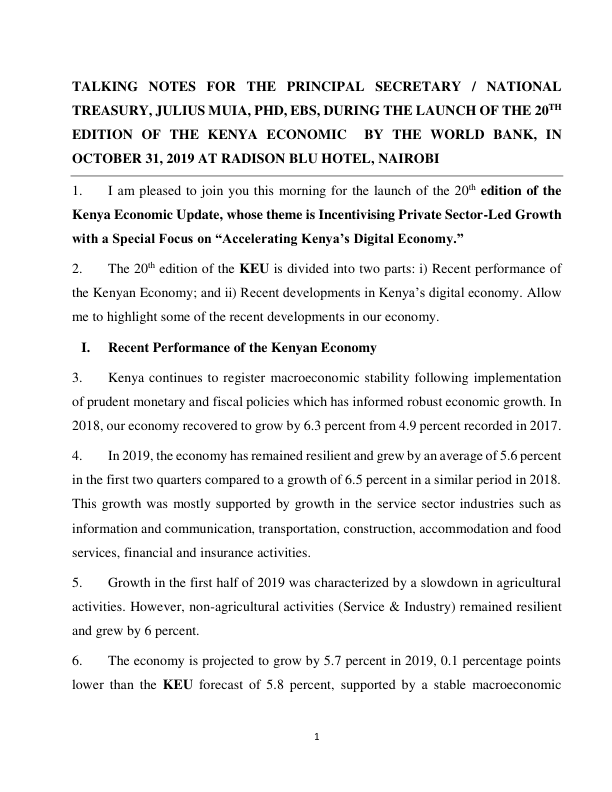 TALKING NOTES FOR THE PRINCIPAL SECRETARY / NATIONAL
TREASURY, JULIUS MUIA, PHD, EBS, DURING THE LAUNCH OF THE 20TH
EDITION OF THE KENYA ECONOMIC BY THE WORLD BANK, IN
OCTOBER 31, 2019 AT RADISON BLU HOTEL, NAIROBI
1. I am pleased to join you this morning for the launch of the 20th edition of the
Kenya Economic Update, whose theme is Incentivising Private Sector-Led Growth
with a Special Focus on “Accelerating Kenya’s Digital Economy.”
2. The 20th edition of the KEU is divided into two parts: i) Recent performance of
the Kenyan Economy; and ii) Recent developments in Kenya’s digital economy. Allow
me to highlight some of the recent developments in our economy.
I. Recent Performance of the Kenyan Economy
3. Kenya continues to register macroeconomic stability following implementation
of prudent monetary and fiscal policies which has informed robust economic growth. In
2018, our economy recovered to grow by 6.3 percent from 4.9 percent recorded in 2017.
4. In 2019, the economy has remained resilient and grew by an average of 5.6 percent
in the first two quarters compared to a growth of 6.5 percent in a similar period in 2018.
This growth was mostly supported by growth in the service sector industries such as
information and communication, transportation, construction, accommodation and food
services, financial and insurance activities.
5. Growth in the first half of 2019 was characterized by a slowdown in agricultural
activities. However, non-agricultural activities (Service & Industry) remained resilient
and grew by 6 percent.
6. The economy is projected to grow by 5.7 percent in 2019, 0.1 percentage points
lower than the KEU forecast of 5.8 percent, supported by a stable macroeconomic
1